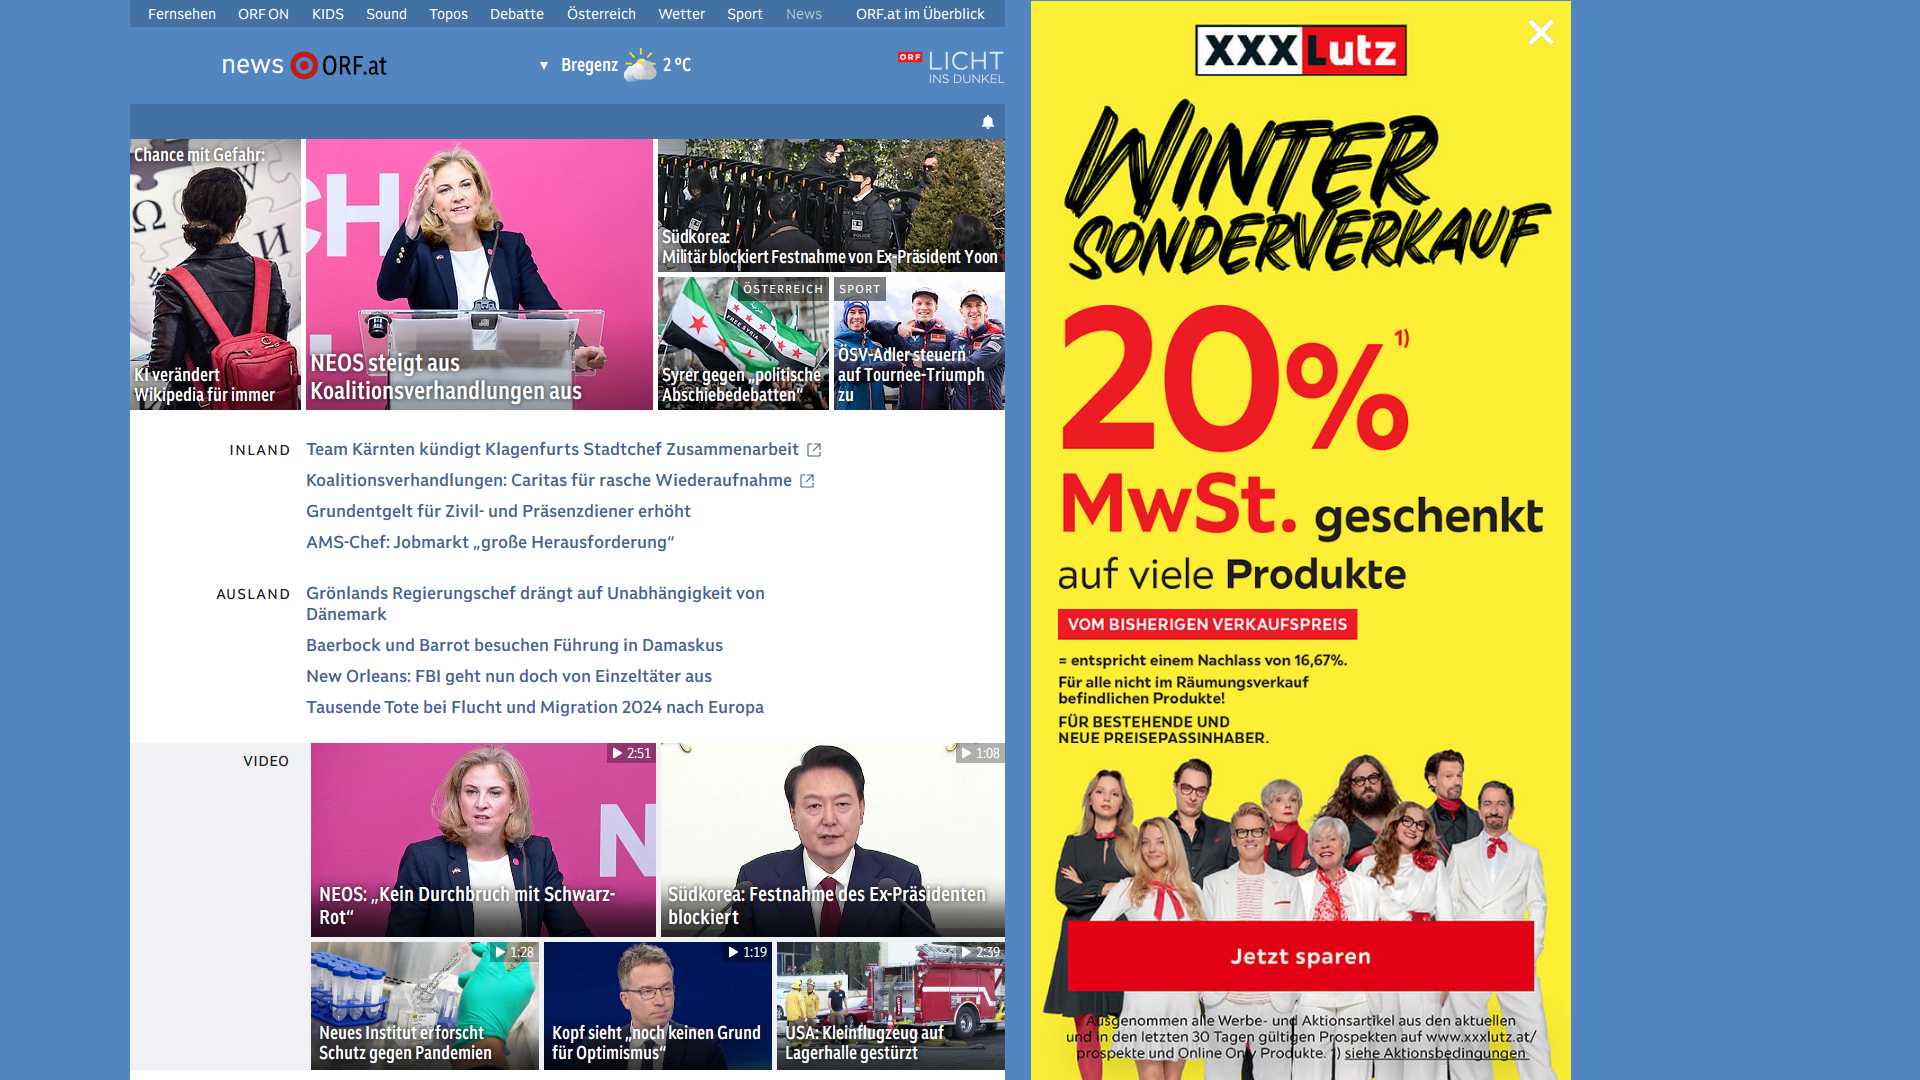 Fernsehen ORF ON KIDS Sound Topos Debatte Österreich Wetter Sport News ORF.at im Überblick
news ORF.at
Bregenz 2 °C
ORF LICHT
INS DUNKEL
Chance mit Gefahr:
KI verändert
Wikipedia für immer
NEOS steigt aus
Koalitionsverhandlungen aus
Südkorea:
Militär blockiert Festnahme von Ex-Präsident Yoon
ÖSTERREICH
FREE SYRIA
Syrer gegen „politische
Abschiebedebatten“
SPORT
ÖSV-Adler steuern
auf Tournee-Triumph
zu
INLAND
Team Kärnten kündigt Klagenfurts Stadtchef Zusammenarbeit
Koalitionsverhandlungen: Caritas für rasche Wiederaufnahme
Grundentgelt für Zivil- und Präsenzdiener erhöht
AMS-Chef: Jobmarkt „große Herausforderung“
AUSLAND
Grönlands Regierungschef drängt auf Unabhängigkeit von
Dänemark
Baerbock und Barrot besuchen Führung in Damaskus
New Orleans: FBI geht nun doch von Einzeltäter aus
Tausende Tote bei Flucht und Migration 2024 nach Europa
VIDEO
2:51
NEOS: „Kein Durchbruch mit Schwarz-
Rot“
1:08
Südkorea: Festnahme des Ex-Präsidenten
blockiert
1:28
Neues Institut erforscht
Schutz gegen Pandemien
1:19
Kopf sieht „noch keinen Grund
für Optimismus“
2:39
USA: Kleinflugzeug auf
Lagerhalle gestürzt
XXXLutz
WINTER
SONDERVERKAUF
20% 1)
MwSt. geschenkt
auf viele Produkte
VOM BISHERIGEN VERKAUFSPREIS
= entspricht einem Nachlass von 16,67%.
Für alle nicht im Räumungsverkauf
befindlichen Produkte!
FÜR BESTEHENDE UND
NEUE PREISEPASSINHABER.
Jetzt sparen
Ausgenommen alle Werbe- und Aktionsartikel aus den aktuellen
und in den letzten 30 Tagen gültigen Prospekten auf www.xxxlutz.at/
prospekte und Online Only Produkte. 1) siehe Aktionsbedingungen